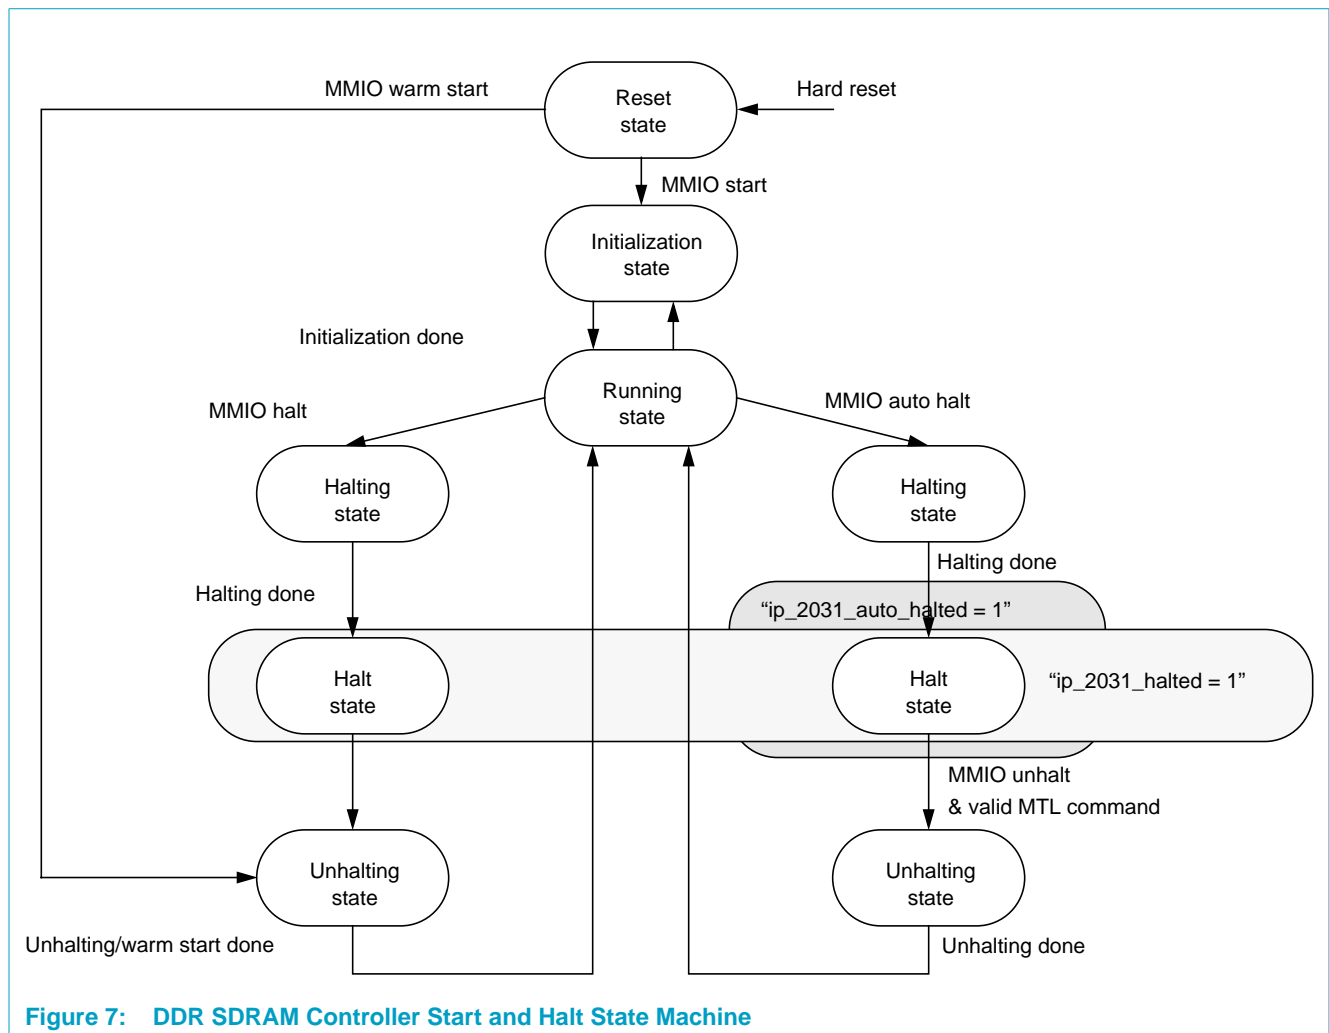 MMIO warm start
Hard reset
Reset
state
MMIO start
Initialization
state
Initialization done
Running
state
MMIO halt
MMIO auto halt
Halting
state
Halting
state
Halting done
Halting done
“ip_2031_auto_halted = 1”
Halt
state
Halt
state
“ip_2031_halted = 1”
MMIO unhalt
& valid MTL command
Unhalting
state
Unhalting
state
Unhalting/warm start done
Unhalting done
Figure 7: DDR SDRAM Controller Start and Halt State Machine